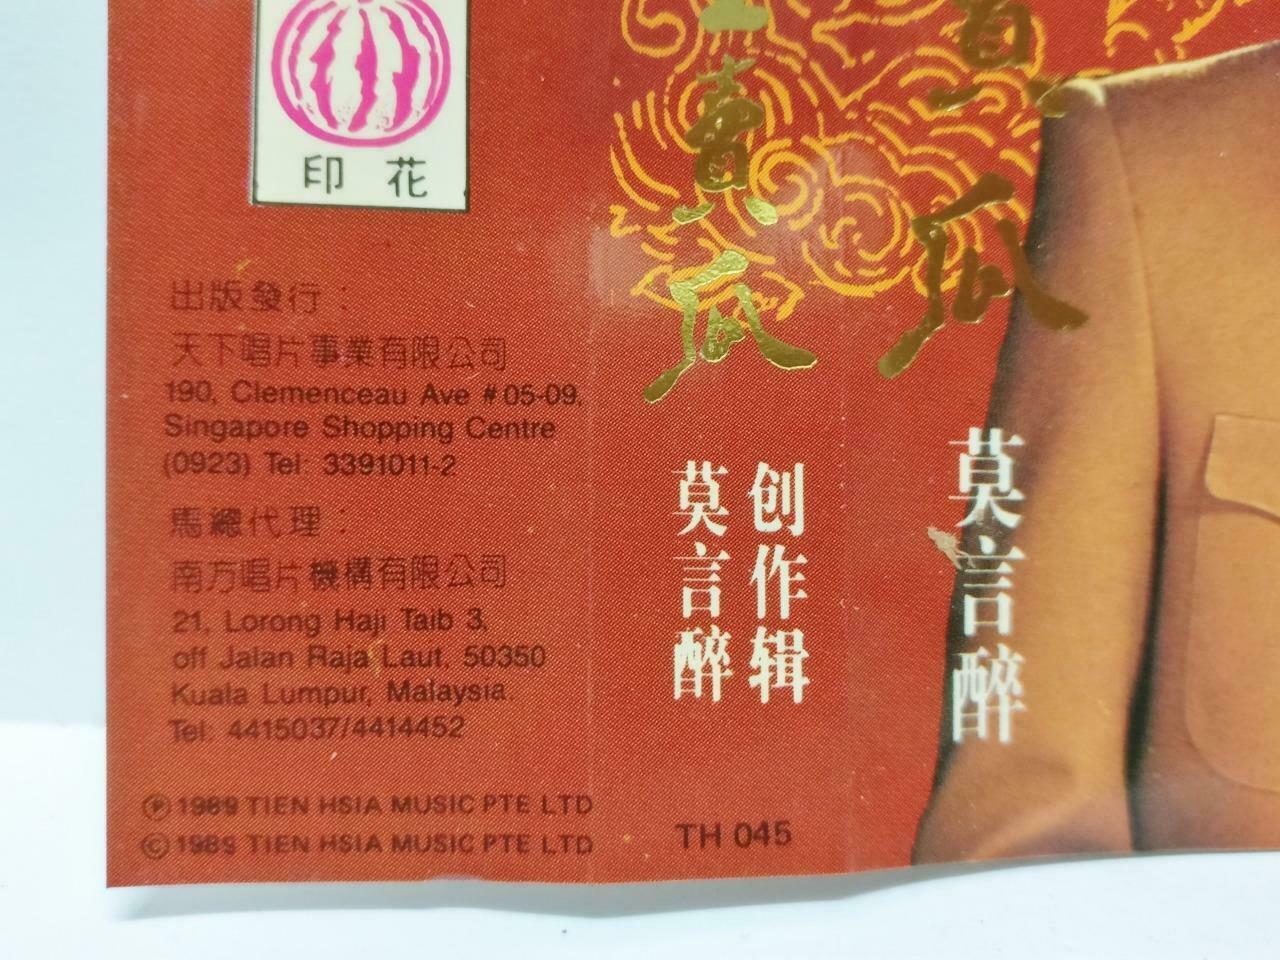 印花
出版發行：
天下唱片事業有限公司
190, Clemenceau Ave #05-09,
Singapore Shopping Centre
(0923) Tel: 3391011-2
馬總代理：
南方唱片機構有限公司
21, Lorong Haji Taib 3,
off Jalan Raja Laut, 50350
Kuala Lumpur, Malaysia.
Tel: 4415037/4414452
Ⓟ 1989 TIEN HSIA MUSIC PTE LTD
© 1989 TIEN HSIA MUSIC PTE LTD
賣瓜
创作辑
莫言醉
TH 045
瓜
莫言醉